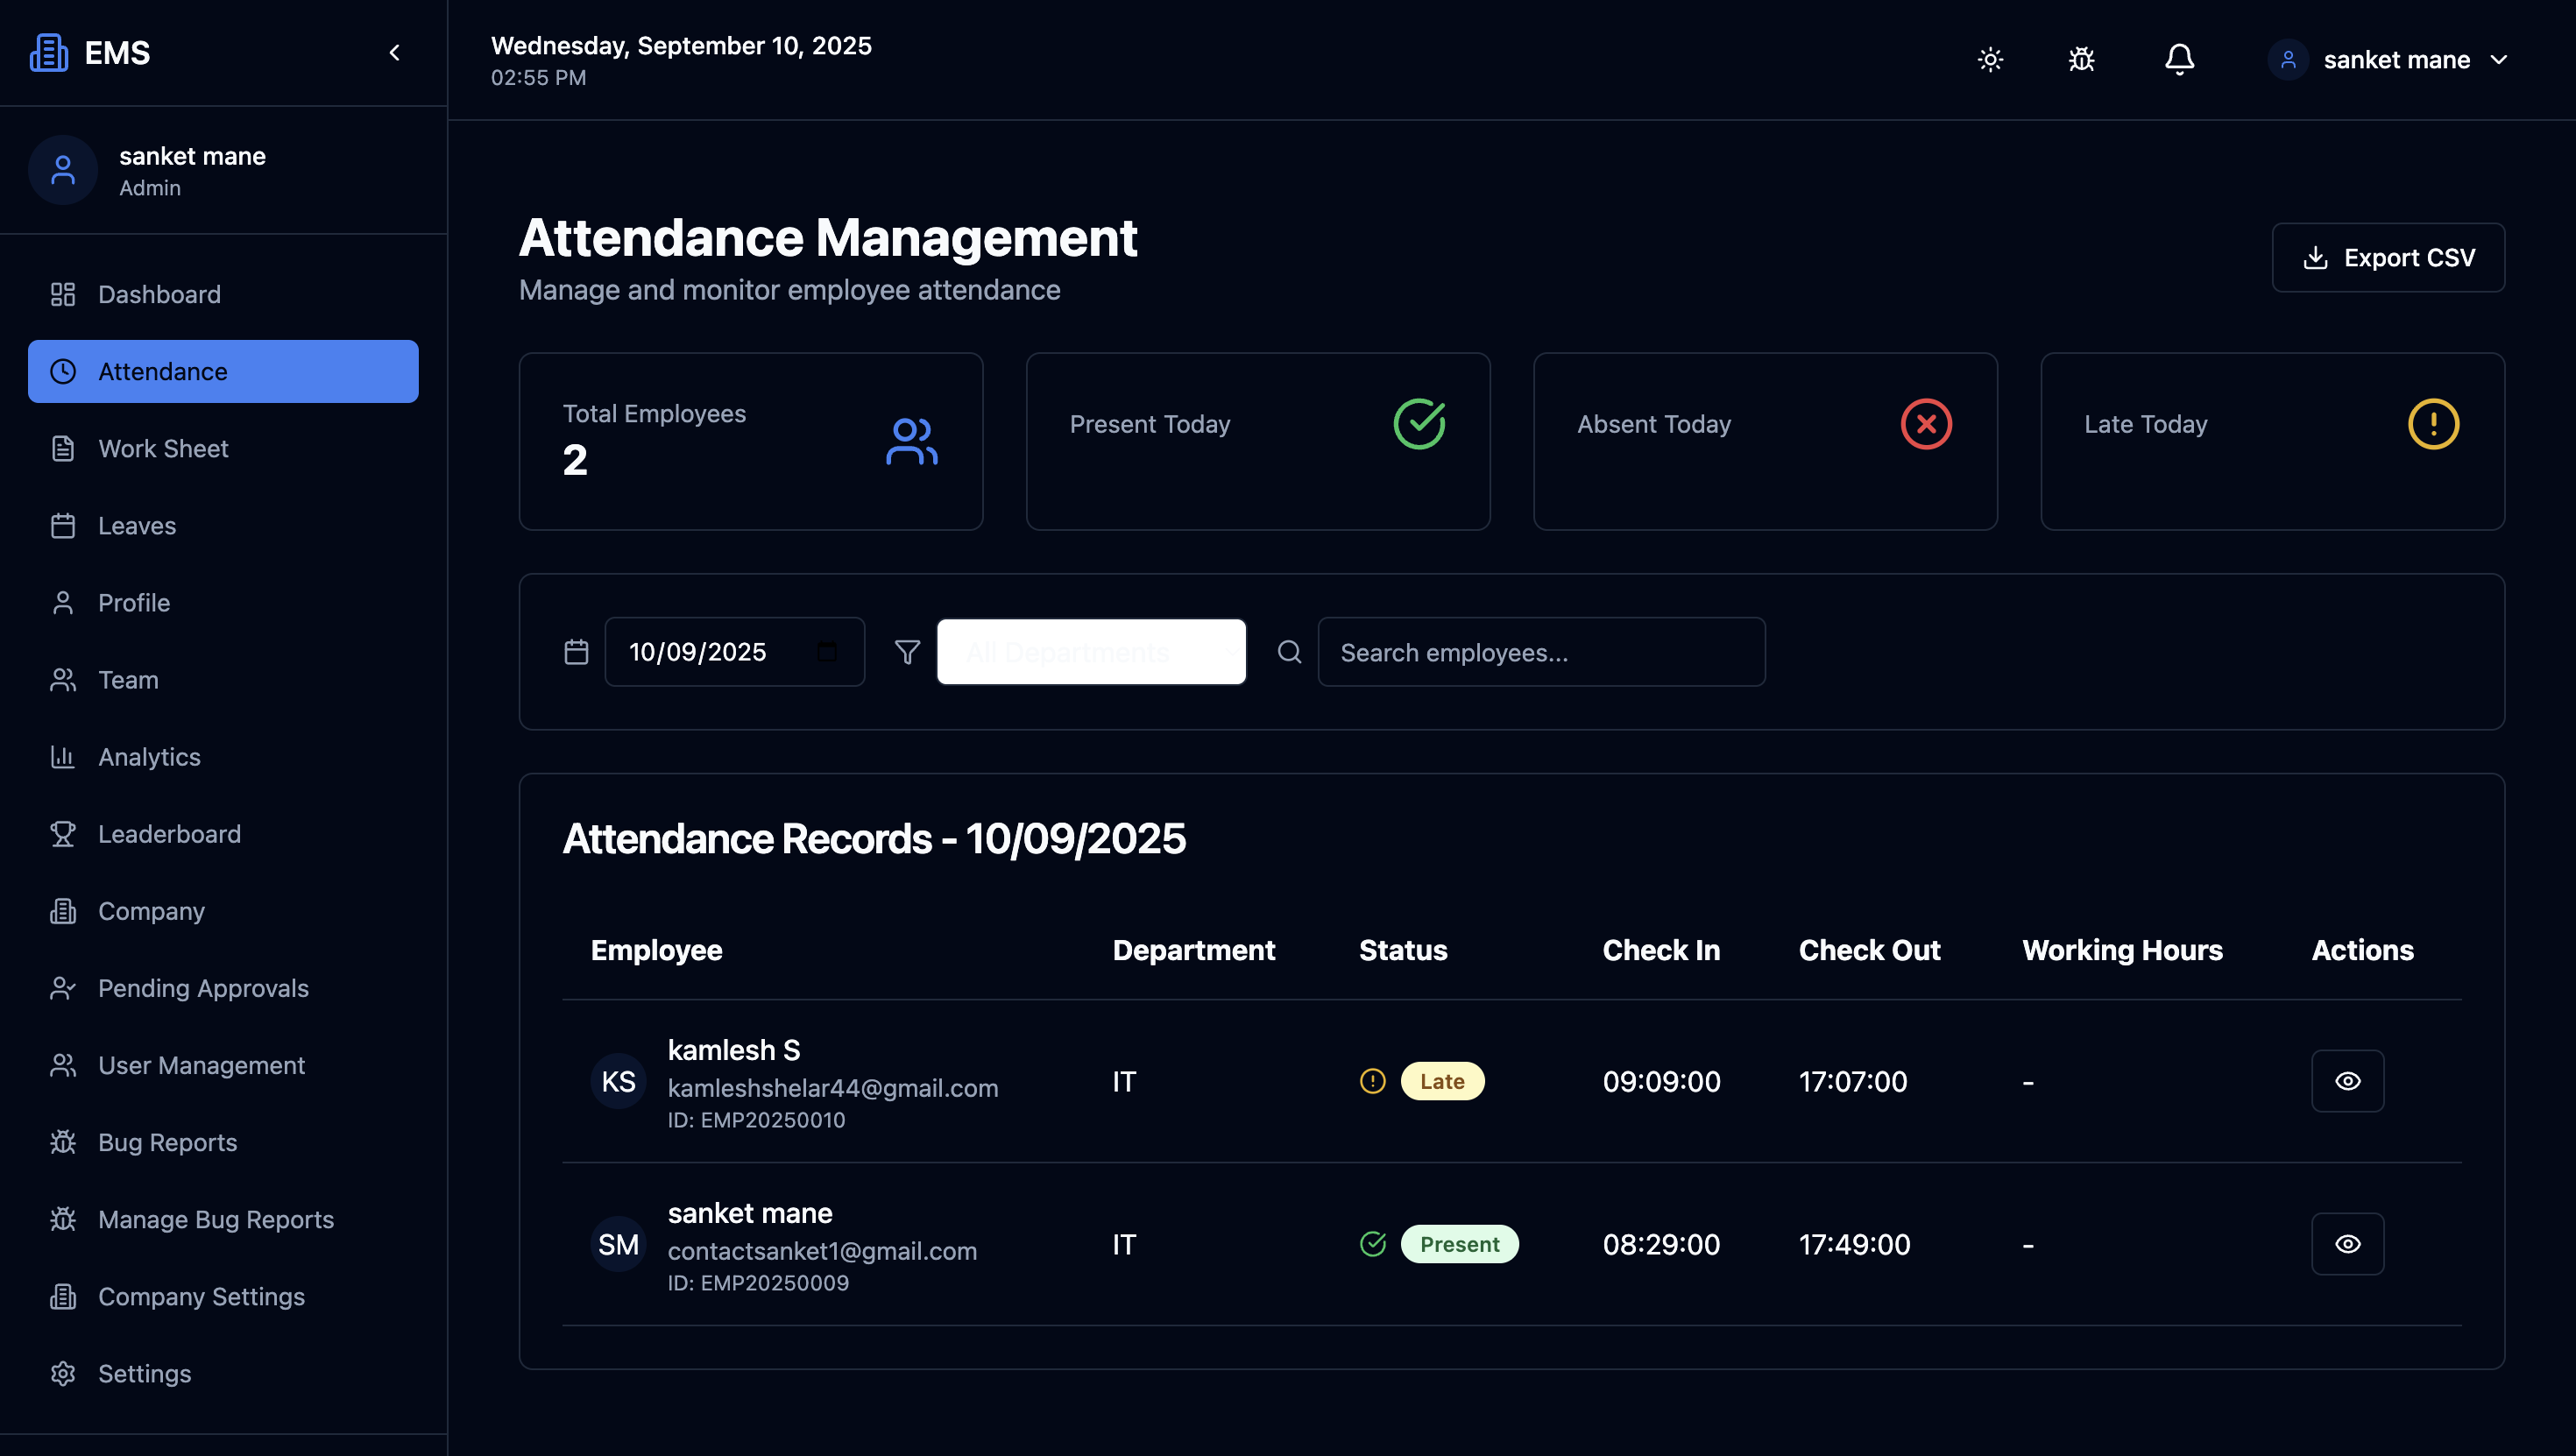 EMS
sanket mane
Admin
Dashboard
Attendance
Work Sheet
Leaves
Profile
Team
Analytics
Leaderboard
Company
Pending Approvals
User Management
Bug Reports
Manage Bug Reports
Company Settings
Settings
Wednesday, September 10, 2025
02:55 PM
sanket mane
Attendance Management
Manage and monitor employee attendance
Export CSV
Total Employees
2
Present Today
Absent Today
Late Today
10/09/2025
All Departments
Search employees...
Attendance Records - 10/09/2025
Employee Department Status Check In Check Out Working Hours Actions
KS
kamlesh S
kamleshshelar44@gmail.com
ID: EMP20250010
IT
Late
09:09:00
17:07:00
-
SM
sanket mane
contactsanket1@gmail.com
ID: EMP20250009
IT
Present
08:29:00
17:49:00
-